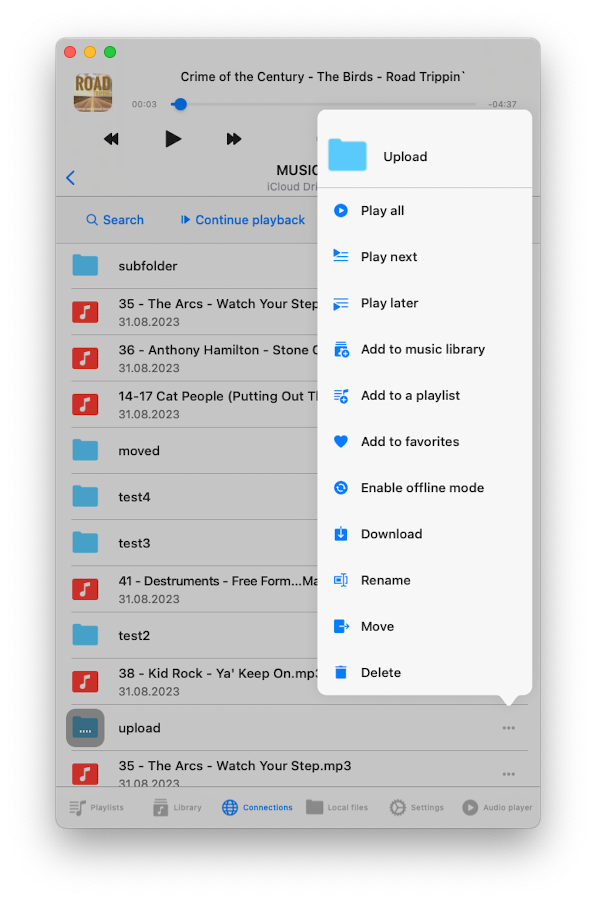 ROAD
Crime of the Century - The Birds - Road Trippin`
00:03
-04:37
MUSIC
iCloud Dri
Search
Continue playback
subfolder
35 - The Arcs - Watch Your Step
31.08.2023
36 - Anthony Hamilton - Stone
31.08.2023
14-17 Cat People (Putting Out
31.08.2023
moved
test4
test3
41 - Destruments - Free Form...Ma
31.08.2023
test2
38 - Kid Rock - Ya' Keep On.mp3
31.08.2023
upload
35 - The Arcs - Watch Your Step.mp3
31.08.2023
Upload
Play all
Play next
Play later
Add to music library
Add to a playlist
Add to favorites
Enable offline mode
Download
Rename
Move
Delete
Playlists
Library
Connections
Local files
Settings
Audio player